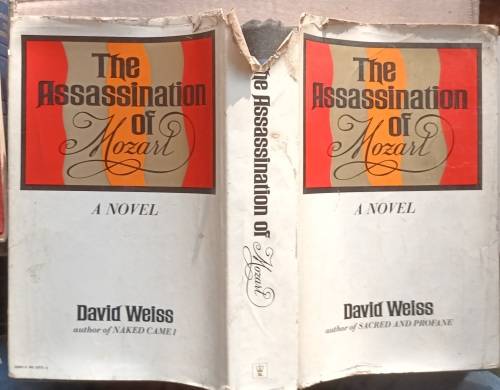 The
Assassination
of
Mozart
A NOVEL
David Weiss
author of NAKED CAME I
The Assassination of Mozart
The
Assassination
of
Mozart
A NOVEL
David Weiss
author of SACRED AND PROFANE